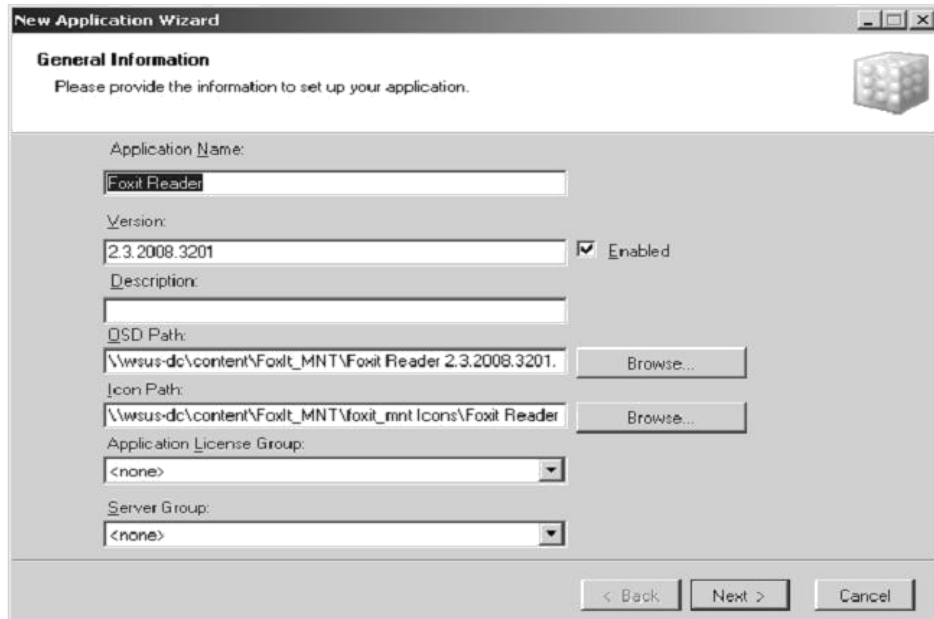 New Application Wizard
General Information
Please provide the information to set up your application.
Application Name:
Foxit Reader
Version:
2.3.2008.3201
Enabled
Description:
OSD Path:
\\wsus-dc\content\FoxIt_MNT\Foxit Reader 2.3.2008.3201.
Browse...
Icon Path:
\\wsus-dc\content\FoxIt_MNT\foxit_mnt Icons\Foxit Reader
Browse...
Application License Group:
<none>
Server Group:
<none>
< Back
Next >
Cancel